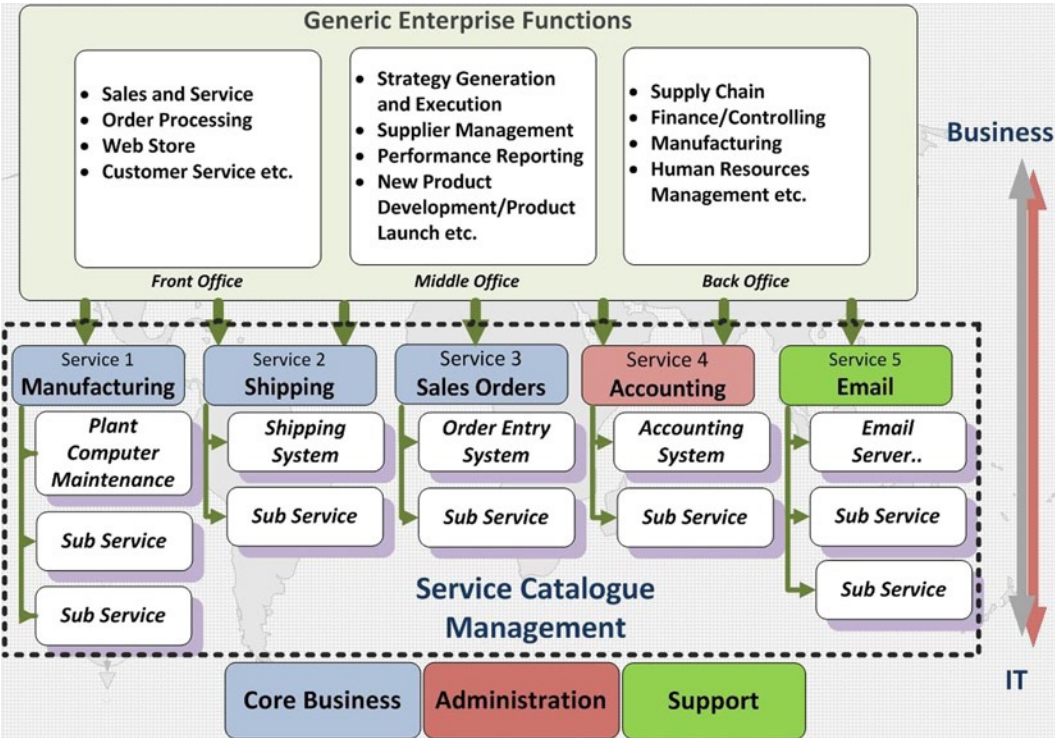 Generic Enterprise Functions
• Sales and Service
• Order Processing
• Web Store
• Customer Service etc.
Front Office
• Strategy Generation
and Execution
• Supplier Management
• Performance Reporting
• New Product
Development/Product
Launch etc.
Middle Office
• Supply Chain
• Finance/Controlling
• Manufacturing
• Human Resources
Management etc.
Back Office
Business
Service 1
Manufacturing
Plant
Computer
Maintenance
Sub Service
Sub Service
Service 2
Shipping
Shipping
System
Sub Service
Service 3
Sales Orders
Order Entry
System
Sub Service
Service 4
Accounting
Accounting
System
Sub Service
Service 5
Email
Email
Server..
Sub Service
Sub Service
Service Catalogue
Management
IT
Core Business
Administration
Support